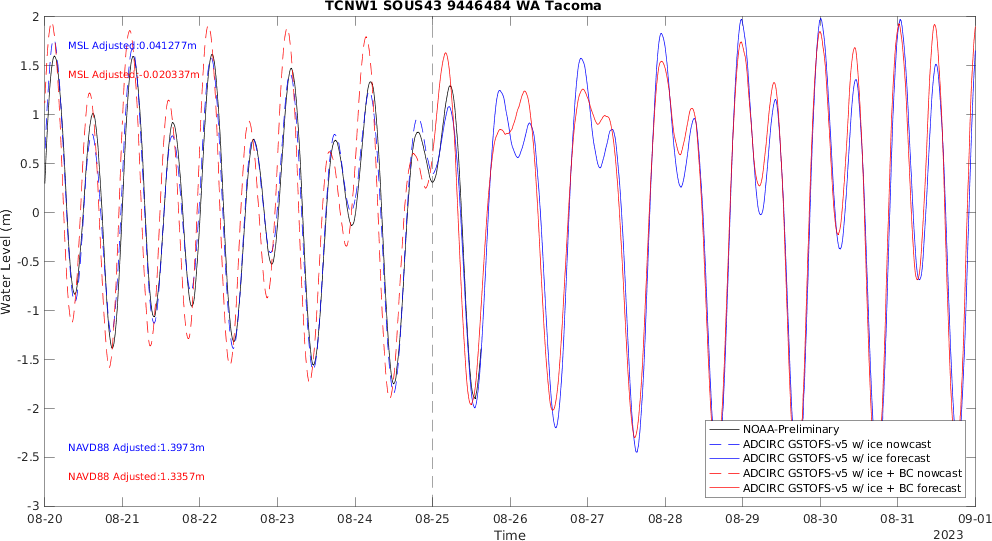 TCNW1 SOUS43 9446484 WA Tacoma
2
1.5
1
0.5
0
-0.5
-1
-1.5
-2
-2.5
-3
Water Level (m)
MSL Adjusted:0.041277m
MSL Adjusted:-0.020337m
NAVD88 Adjusted:1.3973m
NAVD88 Adjusted:1.3357m
NOAA-Preliminary
ADCIRC GSTOFS-v5 w/ ice nowcast
ADCIRC GSTOFS-v5 w/ ice forecast
ADCIRC GSTOFS-v5 w/ ice + BC nowcast
ADCIRC GSTOFS-v5 w/ ice + BC forecast
08-20 08-21 08-22 08-23 08-24 08-25 08-26 08-27 08-28 08-29 08-30 08-31 09-01
Time
2023